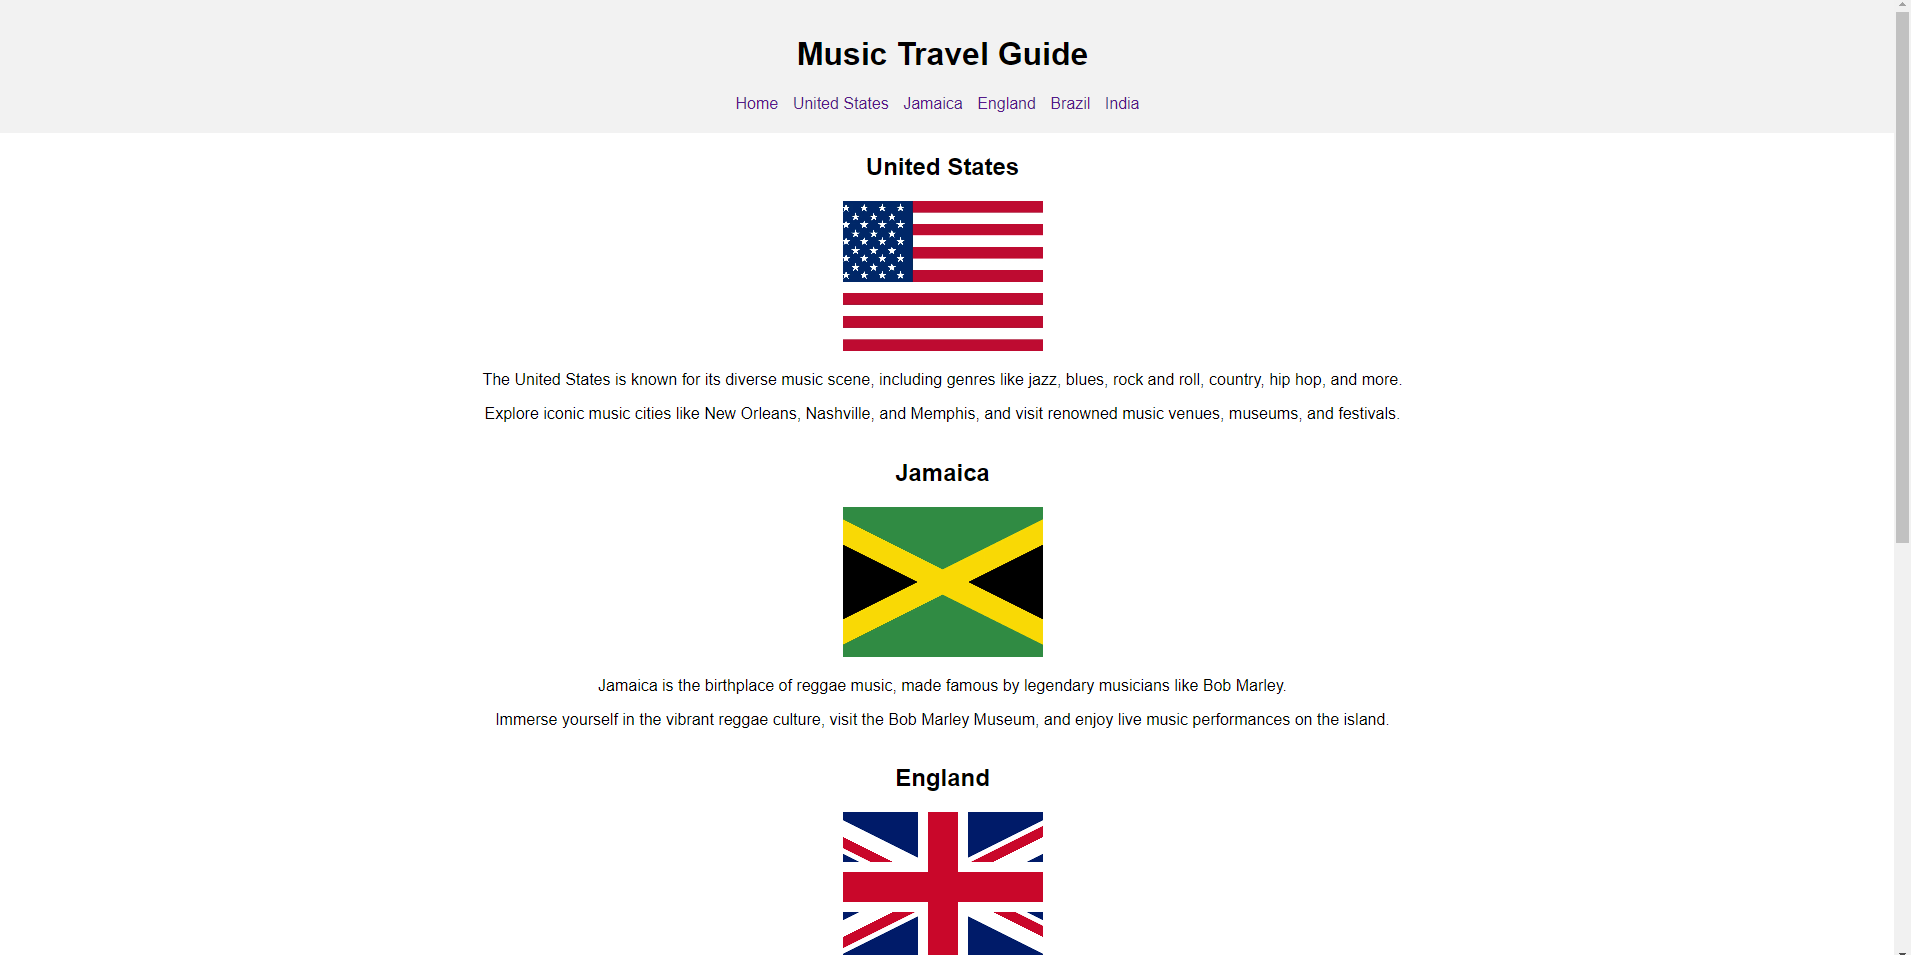 Music Travel Guide
Home United States Jamaica England Brazil India
United States
The United States is known for its diverse music scene, including genres like jazz, blues, rock and roll, country, hip hop, and more.
Explore iconic music cities like New Orleans, Nashville, and Memphis, and visit renowned music venues, museums, and festivals.
Jamaica
Jamaica is the birthplace of reggae music, made famous by legendary musicians like Bob Marley.
Immerse yourself in the vibrant reggae culture, visit the Bob Marley Museum, and enjoy live music performances on the island.
England